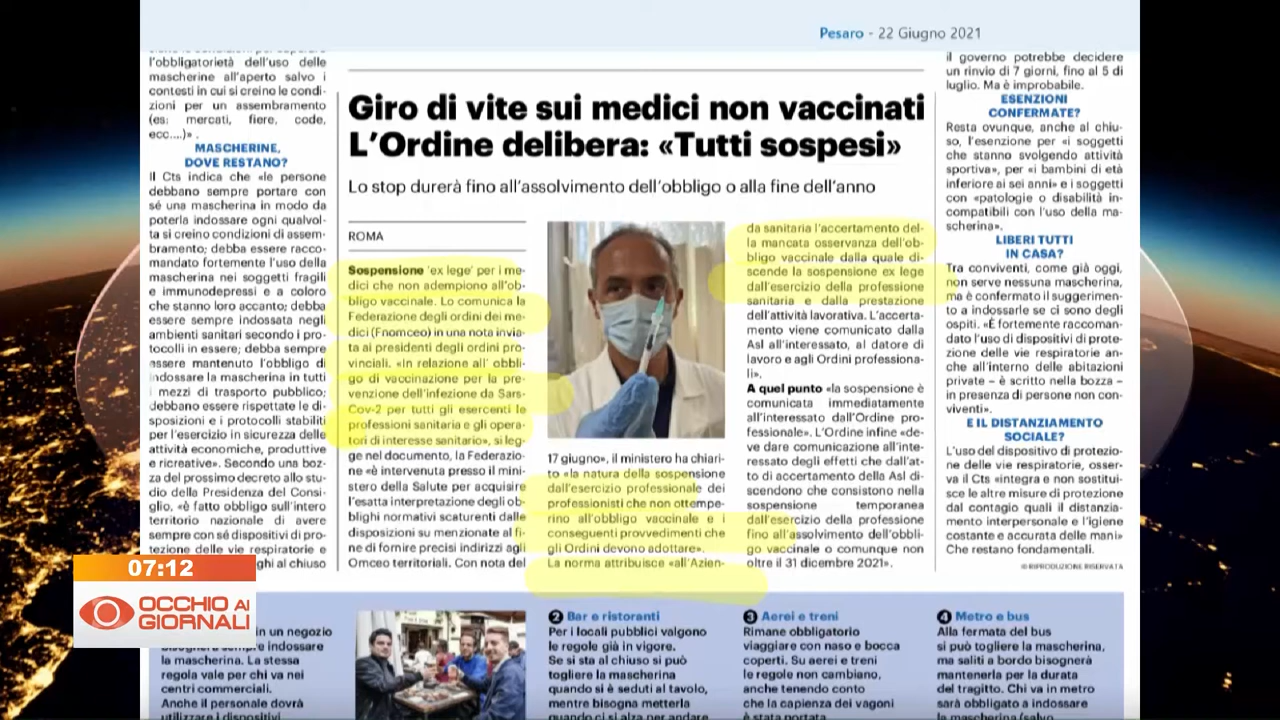 Pesaro - 22 Giugno 2021
l'obbligatorietà dell'uso delle
mascherine all'aperto salvo i
contesti in cui si creino le condi-
zioni per un assembramento
(es: mercati, fiere, code,
ecc....)» .
MASCHERINE,
DOVE RESTANO?
Il Cts indica che «le persone
debbano sempre portare con
sé una mascherina in modo da
poterla indossare ogni qualvol-
ta si creino condizioni di assem-
bramento; debba essere racco-
mandato fortemente l'uso della
mascherina nei soggetti fragili
e immunodepressi e a coloro
che stanno loro accanto; debba
essere sempre indossata negli
ambienti sanitari secondo i pro-
tocolli in essere; debba sempre
essere mantenuto l'obbligo di
indossare la mascherina in tutti
i mezzi di trasporto pubblico;
debbano essere rispettate le di-
sposizioni e i protocolli stabiliti
per l'esercizio in sicurezza delle
attività economiche, produttive
e ricreative». Secondo una boz-
za del prossimo decreto allo stu-
dio della Presidenza del Consi-
glio, «è fatto obbligo sull'intero
territorio nazionale di avere
sempre con sé dispositivi di pro-
tezione delle vie respiratorie e
ghi al chiuso
Giro di vite sui medici non vaccinati
L'Ordine delibera: «Tutti sospesi»
Lo stop durerà fino all'assolvimento dell'obbligo o alla fine dell'anno
ROMA
Sospensione 'ex lege' per i me-
dici che non adempiono all'ob-
bligo vaccinale. Lo comunica la
Federazione degli ordini dei me-
dici (Fnomceo) in una nota invia-
ta ai presidenti degli ordini pro-
vinciali. «In relazione all' obbli-
go di vaccinazione per la pre-
venzione dell'infezione da Sars-
Cov-2 per tutti gli esercenti le
professioni sanitaria e gli opera-
tori di interesse sanitario», si leg-
ge nel documento, la Federazio-
ne «è intervenuta presso il mini-
stero della Salute per acquisire
l'esatta interpretazione degli ob-
blighi normativi scaturenti dalle
disposizioni su menzionate al fi-
ne di fornire precisi indirizzi agli
Omceo territoriali. Con nota del
17 giugno», il ministero ha chiari-
to «la natura della sospensione
dall'esercizio professionale dei
professionisti che non ottempe-
rino all'obbligo vaccinale e i
conseguenti provvedimenti che
gli Ordini devono adottare».
La norma attribuisce «all'Azien-
da sanitaria l'accertamento del-
la mancata osservanza dell'ob-
bligo vaccinale dalla quale di-
scende la sospensione ex lege
dall'esercizio della professione
sanitaria e dalla prestazione
dell'attività lavorativa. L'accerta-
mento viene comunicato dalla
Asl all'interessato, al datore di
lavoro e agli Ordini professiona-
li».
A quel punto «la sospensione è
comunicata immediatamente
all'interessato dall'Ordine pro-
fessionale». L'Ordine infine «de-
ve dare comunicazione all'inte-
ressato degli effetti che dall'at-
to di accertamento della Asl di-
scendono che consistono nella
sospensione temporanea
dall'esercizio della professione
fino all'assolvimento dell'obbli-
go vaccinale o comunque non
oltre il 31 dicembre 2021».
il governo potrebbe decidere
un rinvio di 7 giorni, fino al 5 di
luglio. Ma è improbabile.
ESENZIONI
CONFERMATE?
Resta ovunque, anche al chiu-
so, l'esenzione per «i soggetti
che stanno svolgendo attività
sportiva», per «i bambini di età
inferiore ai sei anni» e i soggetti
con «patologie o disabilità in-
compatibili con l'uso della ma-
scherina».
LIBERI TUTTI
IN CASA?
Tra conviventi, come già oggi,
non serve nessuna mascherina,
ma è confermato il suggerimen-
to a indossarle se ci sono degli
ospiti. «È fortemente raccoman-
dato l'uso di dispositivi di prote-
zione delle vie respiratorie an-
che all'interno delle abitazioni
private – è scritto nella bozza –
in presenza di persone non con-
viventi».
E IL DISTANZIAMENTO
SOCIALE?
L'uso del dispositivo di protezio-
ne delle vie respiratorie, osser-
va il Cts «integra e non sostitui-
sce le altre misure di protezione
dal contagio quali il distanzia-
mento interpersonale e l'igiene
costante e accurata delle mani»
Che restano fondamentali.
© RIPRODUZIONE RISERVATA
07:12
OCCHIO AI
GIORNALI
in un negozio
bisognerà sempre indossare
la mascherina. La stessa
regola vale per chi va nei
centri commerciali.
Anche il personale dovrà
utilizzare i dispositivi
2 Bar e ristoranti
Per i locali pubblici valgono
le regole già in vigore.
Se si sta al chiuso si può
togliere la mascherina
quando si è seduti al tavolo,
mentre bisogna metterla
quando ci si alza per andare
3 Aerei e treni
Rimane obbligatorio
viaggiare con naso e bocca
coperti. Su aerei e treni
le regole non cambiano,
anche tenendo conto
che la capienza dei vagoni
è stata portata
4 Metro e bus
Alla fermata del bus
si può togliere la mascherina,
ma saliti a bordo bisognerà
mantenerla per la durata
del tragitto. Chi va in metro
sarà obbligato a indossare
la mascherina (salvo